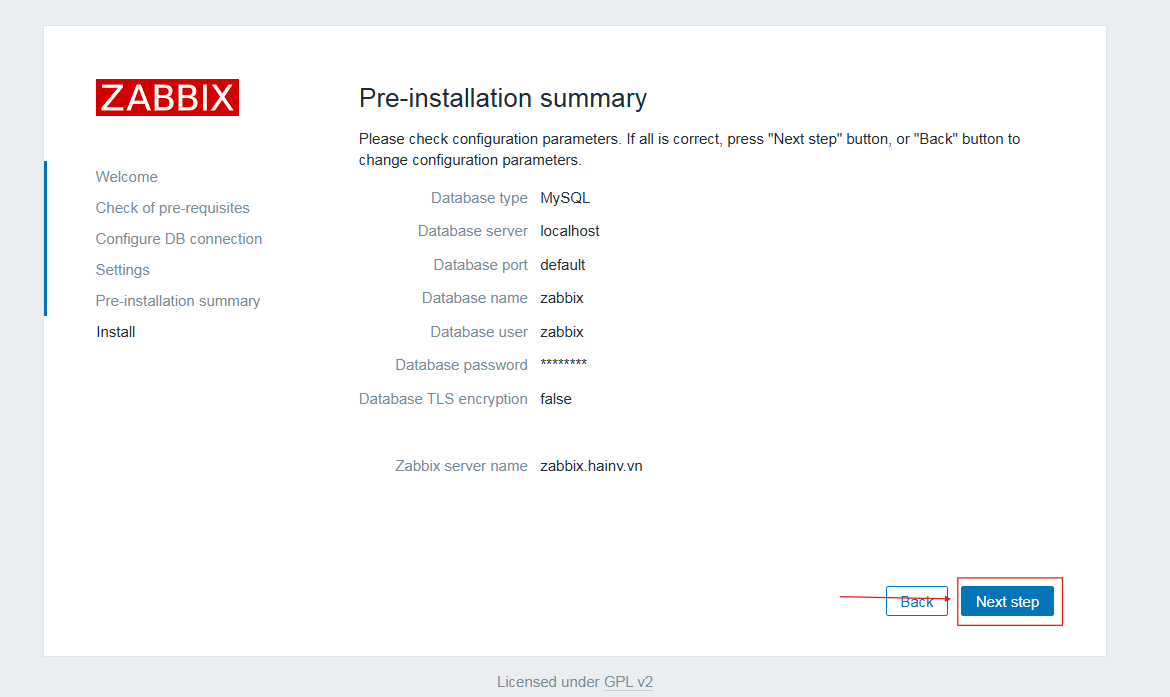 ZABBIX
Welcome
Check of pre-requisites
Configure DB connection
Settings
Pre-installation summary
Install
Pre-installation summary
Please check configuration parameters. If all is correct, press "Next step" button, or "Back" button to
change configuration parameters.
Database type MySQL
Database server localhost
Database port default
Database name zabbix
Database user zabbix
Database password ********
Database TLS encryption false
Zabbix server name zabbix.hainv.vn
Back Next step
Licensed under GPL v2